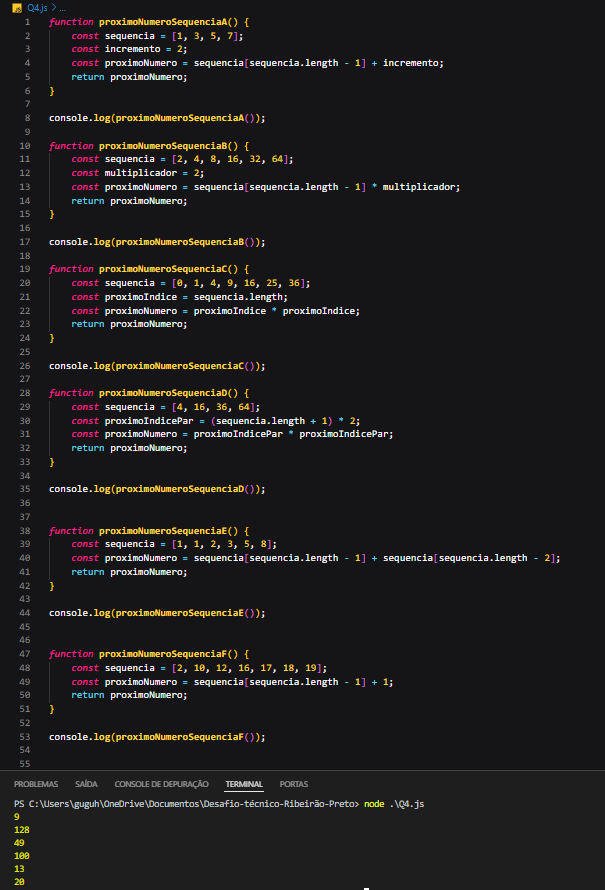 JS Q4.js > ...
1 function proximoNumeroSequenciaA() {
2 const sequencia = [1, 3, 5, 7];
3 const incremento = 2;
4 const proximoNumero = sequencia[sequencia.length - 1] + incremento;
5 return proximoNumero;
6 }
7
8 console.log(proximoNumeroSequenciaA());
9
10 function proximoNumeroSequenciaB() {
11 const sequencia = [2, 4, 8, 16, 32, 64];
12 const multiplicador = 2;
13 const proximoNumero = sequencia[sequencia.length - 1] * multiplicador;
14 return proximoNumero;
15 }
16
17 console.log(proximoNumeroSequenciaB());
18
19 function proximoNumeroSequenciaC() {
20 const sequencia = [0, 1, 4, 9, 16, 25, 36];
21 const proximoIndice = sequencia.length;
22 const proximoNumero = proximoIndice * proximoIndice;
23 return proximoNumero;
24 }
25
26 console.log(proximoNumeroSequenciaC());
27
28 function proximoNumeroSequenciaD() {
29 const sequencia = [4, 16, 36, 64];
30 const proximoIndicePar = (sequencia.length + 1) * 2;
31 const proximoNumero = proximoIndicePar * proximoIndicePar;
32 return proximoNumero;
33 }
34
35 console.log(proximoNumeroSequenciaD());
36
37
38 function proximoNumeroSequenciaE() {
39 const sequencia = [1, 1, 2, 3, 5, 8];
40 const proximoNumero = sequencia[sequencia.length - 1] + sequencia[sequencia.length - 2];
41 return proximoNumero;
42 }
43
44 console.log(proximoNumeroSequenciaE());
45
46
47 function proximoNumeroSequenciaF() {
48 const sequencia = [2, 10, 12, 16, 17, 18, 19];
49 const proximoNumero = sequencia[sequencia.length - 1] + 1;
50 return proximoNumero;
51 }
52
53 console.log(proximoNumeroSequenciaF());
54
55
PROBLEMAS SAÍDA CONSOLE DE DEPURAÇÃO TERMINAL PORTAS
PS C:\Users\guguh\OneDrive\Documentos\Desafio-técnico-Ribeirão-Preto> node .\Q4.js
9
128
49
100
13
20